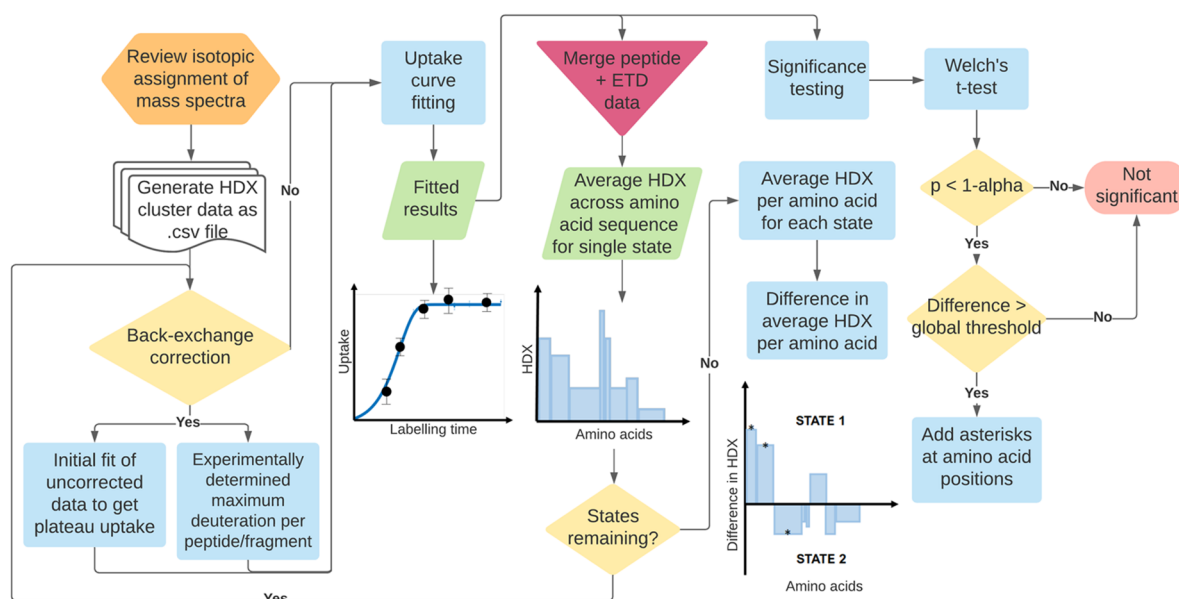 Review isotopic
assignment of
mass spectra
Generate HDX
cluster data as
.csv file
No
Back-exchange
correction
Yes
Initial fit of
uncorrected
data to get
plateau uptake
Experimentally
determined
maximum
deuteration per
peptide/fragment
Yes
Uptake
curve
fitting
Fitted
results
Uptake
Labelling time
Merge peptide
+ ETD
data
Average HDX
across amino
acid sequence
for single state
HDX
Amino acids
States
remaining?
No
Average HDX
per amino acid
for each state
Difference in
average HDX
per amino acid
Difference in HDX
STATE 1
*
*
*
STATE 2
Amino acids
Significance
testing
Welch's
t-test
p < 1-alpha
No
Not
significant
Yes
Difference >
global threshold
No
Yes
Add asterisks
at amino acid
positions